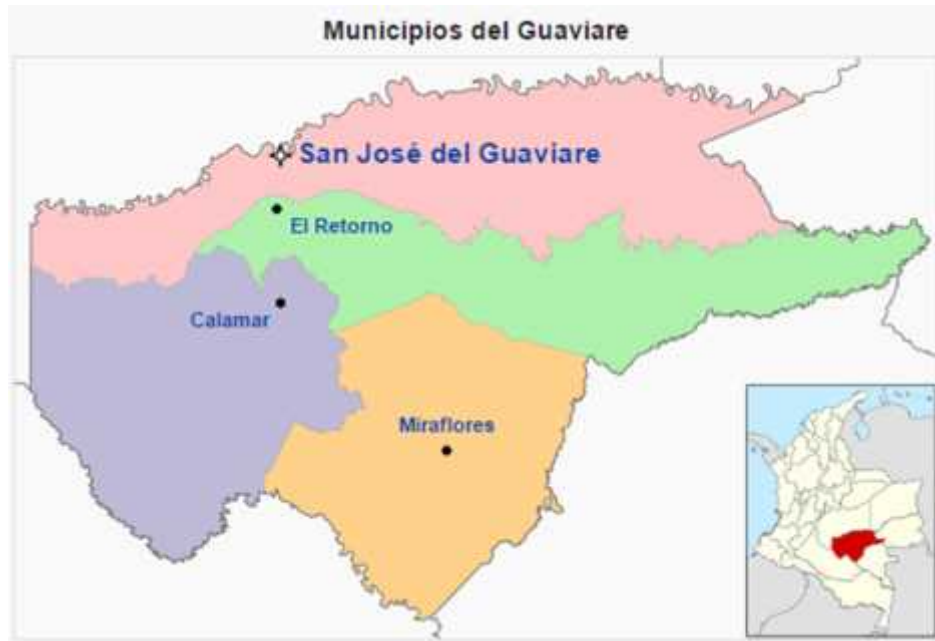 Municipios del Guaviare
San José del Guaviare
El Retorno
Calamar
Miraflores